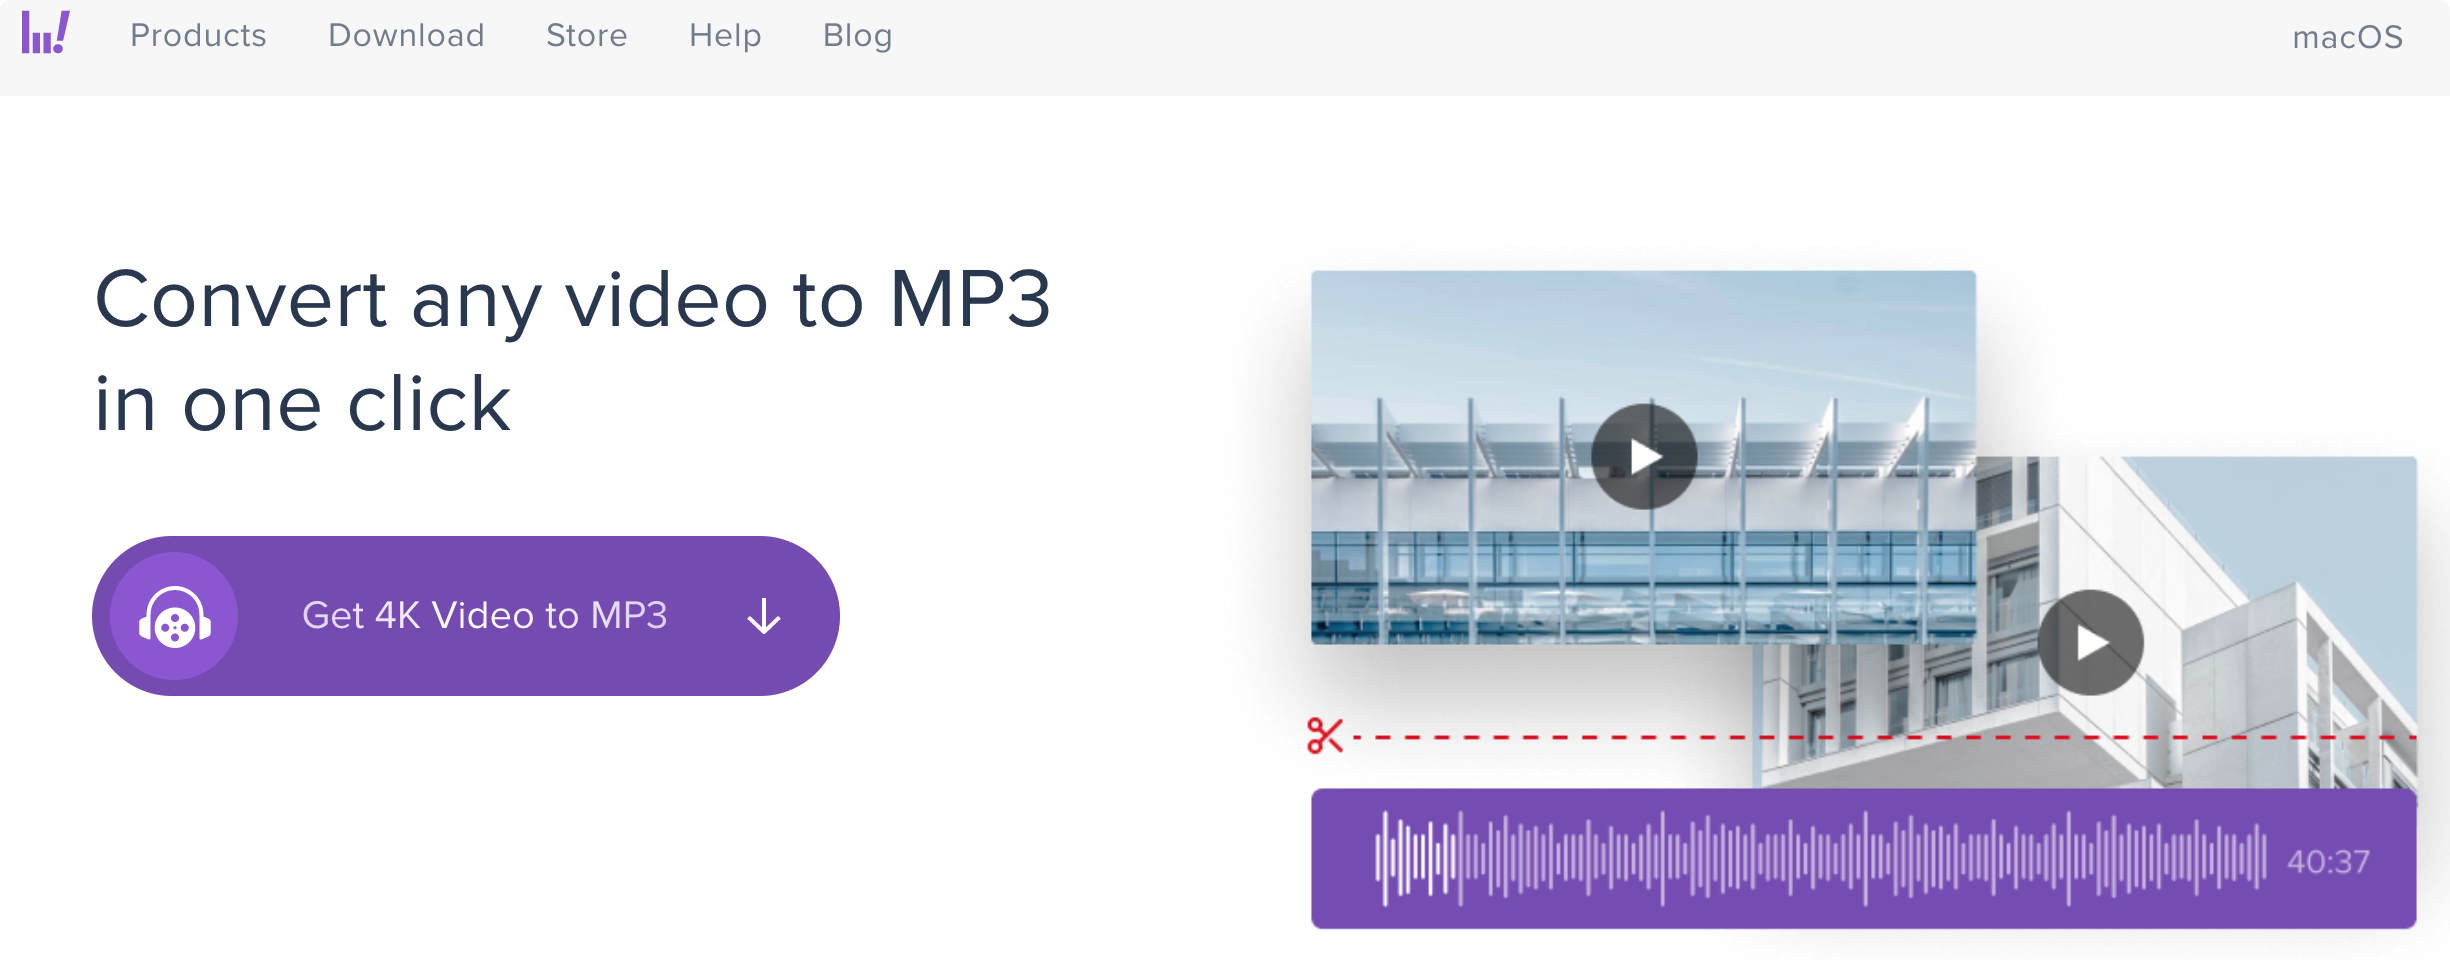 Products Download Store Help Blog macOS
Convert any video to MP3
in one click
Get 4K Video to MP3
40:37